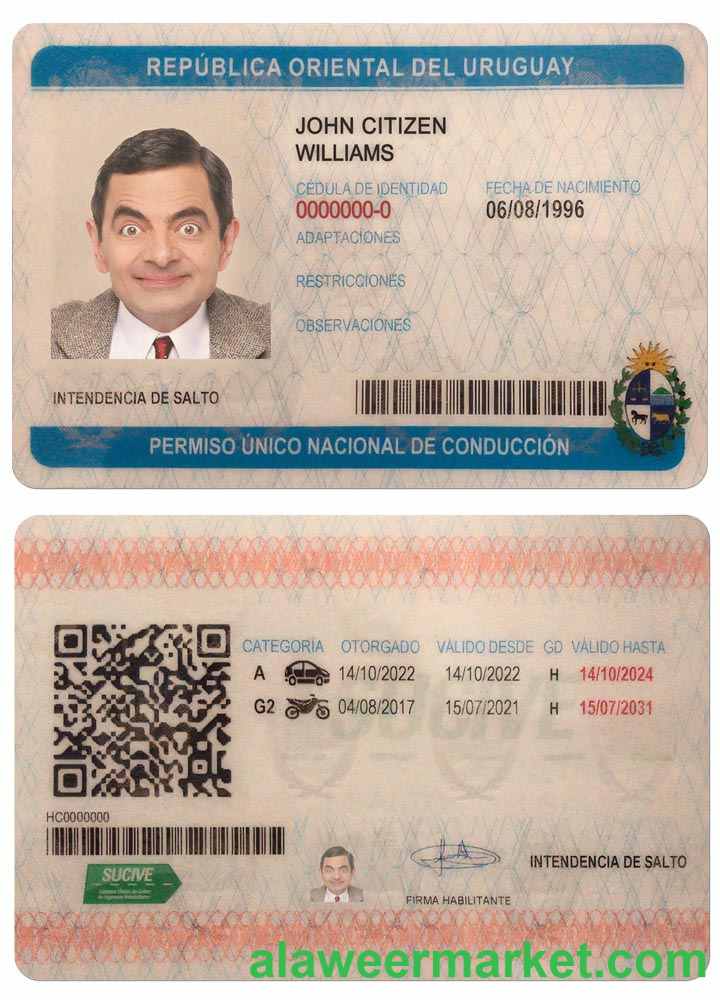 REPÚBLICA ORIENTAL DEL URUGUAY
JOHN CITIZEN
WILLIAMS
CÉDULA DE IDENTIDAD FECHA DE NACIMIENTO
0000000-0 06/08/1996
ADAPTACIONES
RESTRICCIONES
OBSERVACIONES
INTENDENCIA DE SALTO
PERMISO ÚNICO NACIONAL DE CONDUCCIÓN
CATEGORÍA OTORGADO VÁLIDO DESDE GD VÁLIDO HASTA
A 14/10/2022 14/10/2022 H 14/10/2024
G2 04/08/2017 15/07/2021 H 15/07/2031
SUCIVE
HC0000000
SUCIVE
INTENDENCIA DE SALTO
FIRMA HABILITANTE
alaweermarket.com